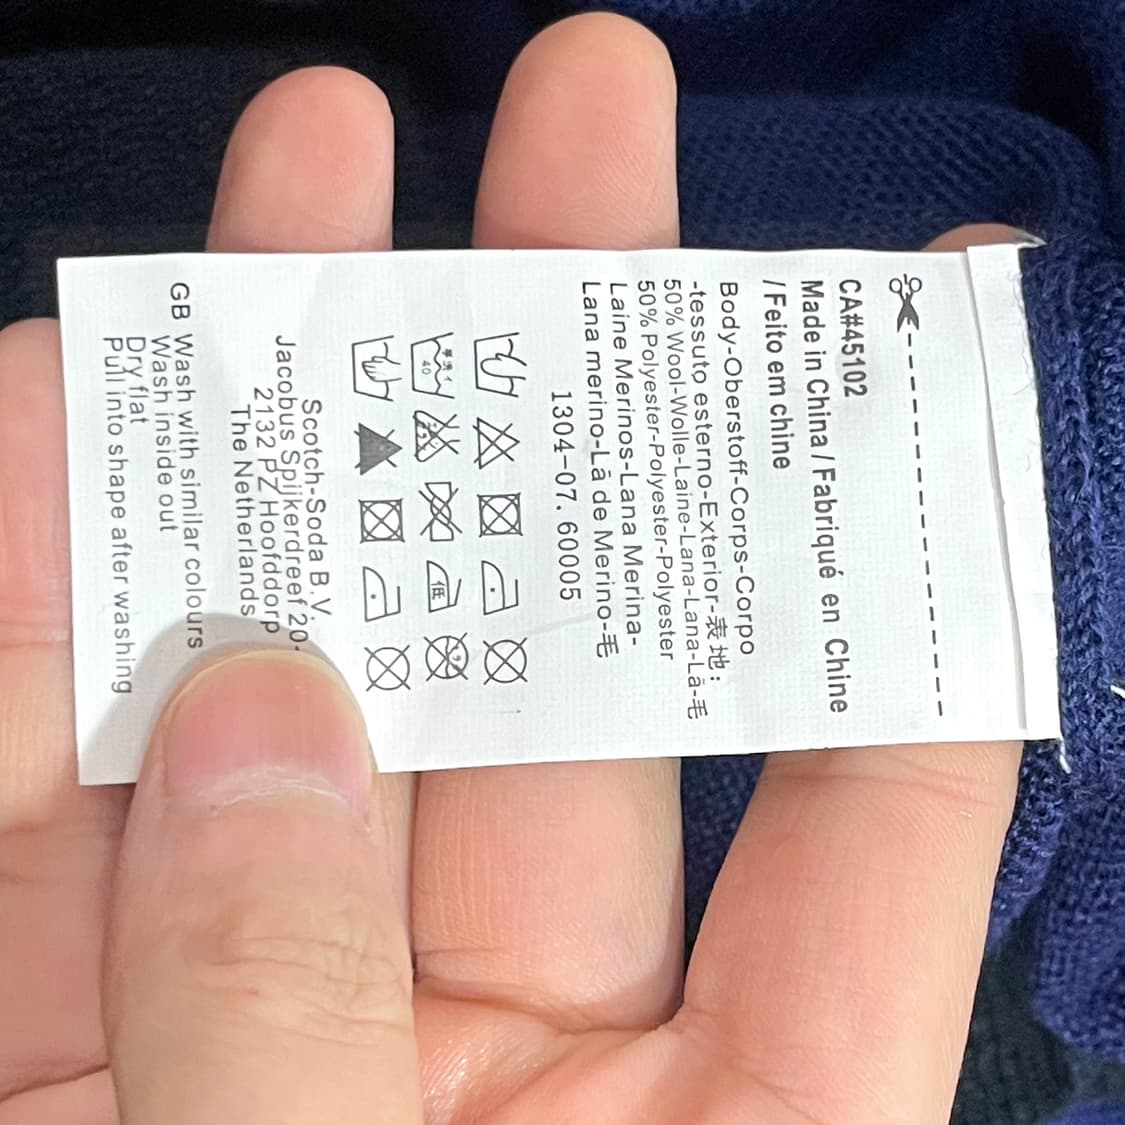 CA#45102
Made in China / Fabriqué en Chine
/ Feito em chine
Body-Oberstoff-Corps-Corpo
-tessuto esterno-Exterior-表地:
50% Wool-Wolle-Laine-Lana-Lana-Lã-毛
50% Polyester-Polyester-Polyester
Laine Merinos-Lana Merina-
Lana merino-Lã de Merino-毛
1304-07. 60005
手洗イ
40
低
Scotch-Soda B.V.
Jacobus Spijkerdreef 20-
2132 PZ Hoofddorp
The Netherlands
GB Wash with similar colours
Wash inside out
Dry flat
Pull into shape after washing